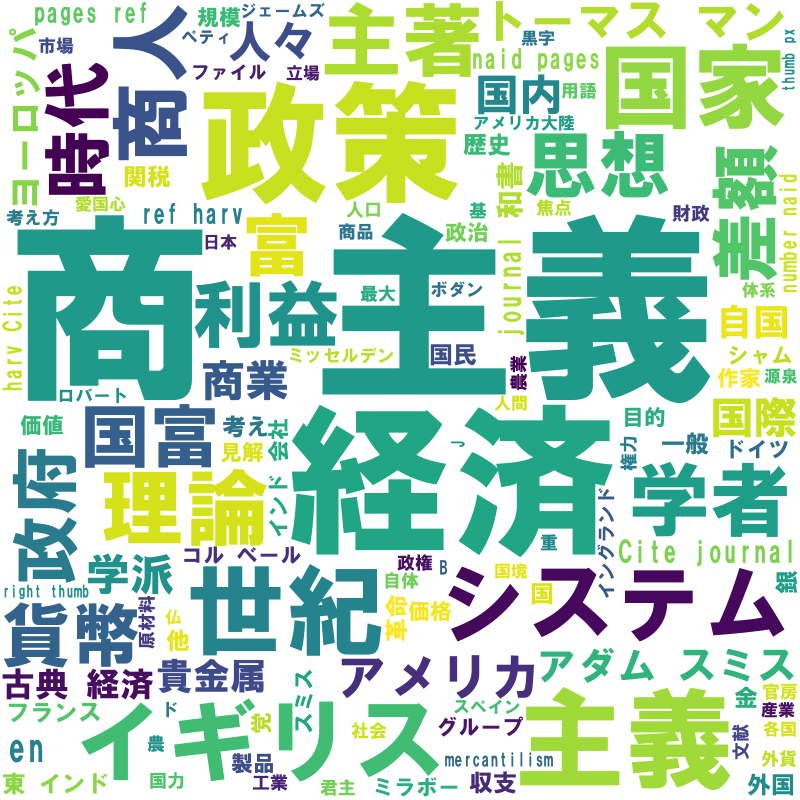 pages ref
ジェームズ
規模
市場
ペティ
人々
ファイル
立場
主著
トーマス マン
黒字
naid pages
thumb px
ヨーロッパ
時代
商人
政策
国内
用語
アメリカ大陸
歴史
国家
思想
差額
関税
愛国心
考え方
ref harv
人口
基
商品
政治
日本
和書
焦点
財政
number naid
富
journal
体系
商 主義
利益
最大
ボダン
自国
harv Cite
ミッセルデン
国民
シャム
商業
農業
作家
源泉
ロバート
人間
国富
価値
考え
会社
見解
経済
目的
国際
一般
ドイツ
権力
政府
理論
インド
学者
コル ベール
政権
B
重
イングランド
Cite journal
学派
自体
国境
国
銀
right thumb
原材料
仏
他
世紀
革命
価格
システム
貨幣
古典 経済
貴金属
アメリカ
アダム スミス
フランス
ド
党
スミス
スペイン
グループ
主義
金
官房
産業
文献
各国
en
イギリス
社会
農
製品
mercantilism
外貨
東 インド
国力
工業
君主
ミラボー
収支
外国